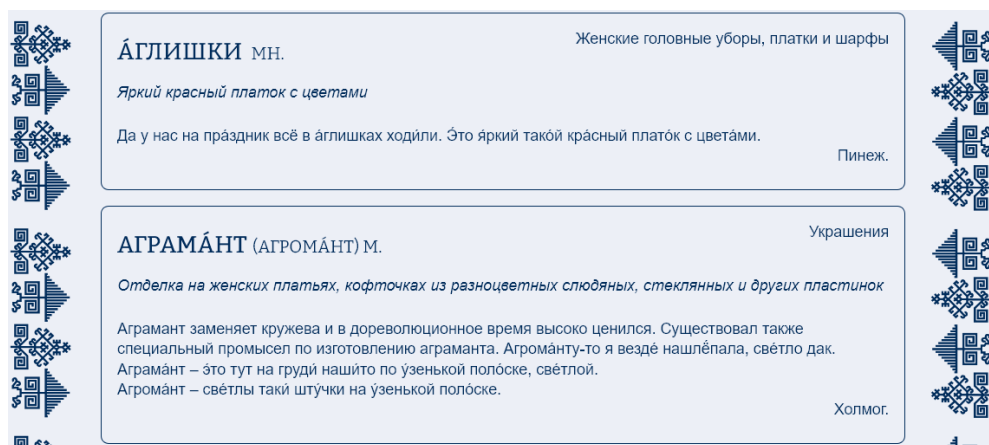 А́ГЛИШКИ МН.
Женские головные уборы, платки и шарфы
Яркий красный платок с цветами
Да у нас на пра́здник всё в а́глишках ходи́ли. Э́то я́ркий тако́й кра́сный плато́к с цвета́ми.
Пинеж.
АГРАМА́НТ (АГРОМА́НТ) М.
Украшения
Отделка на женских платьях, кофточках из разноцветных слюдяных, стеклянных и других пластинок
Аграмант заменяет кружева и в дореволюционное время высоко ценился. Существовал также
специальный промысел по изготовлению аграманта. Агрома́нту-то я везде́ нашлё́пала, све́тло дак.
Аграма́нт – э́то тут на груди́ наши́то по у́зенькой поло́ске, све́тлой.
Агрома́нт – све́тлы таки́ шту́чки на у́зенькой поло́ске.
Холмог.